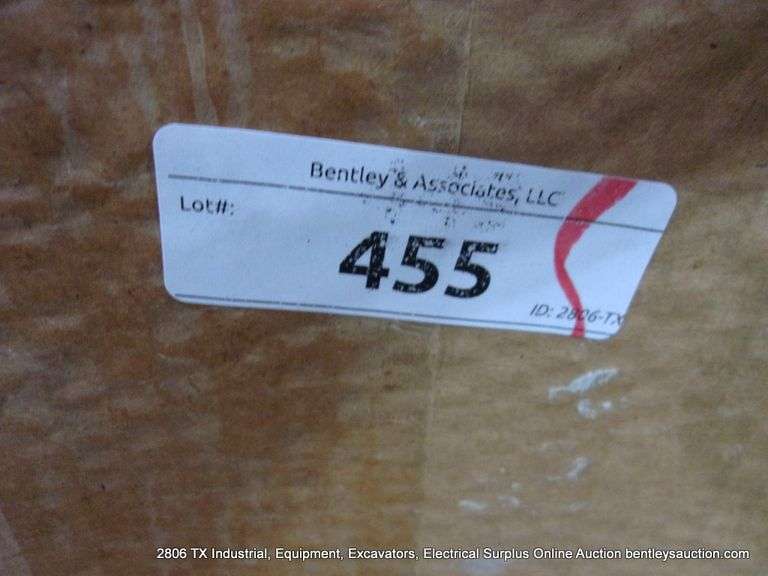 Bentley & Associates, LLC
Lot#:
455
ID: 2806-TX
2806 TX Industrial, Equipment, Excavators, Electrical Surplus Online Auction bentleysauction.com